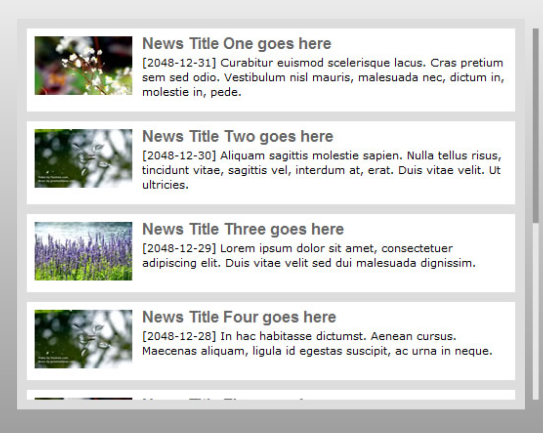 News Title One goes here
[2048-12-31] Curabitur euismod scelerisque lacus. Cras pretium
sem sed odio. Vestibulum nisl mauris, malesuada nec, dictum in,
molestie in, pede.
News Title Two goes here
[2048-12-30] Aliquam sagittis molestie sapien. Nulla tellus risus,
tincidunt vitae, sagittis vel, interdum at, erat. Duis vitae velit. Ut
ultricies.
News Title Three goes here
[2048-12-29] Lorem ipsum dolor sit amet, consectetuer
adipiscing elit. Duis vitae velit sed dui malesuada dignissim.
News Title Four goes here
[2048-12-28] In hac habitasse dictumst. Aenean cursus.
Maecenas aliquam, ligula id egestas suscipit, ac urna in neque.